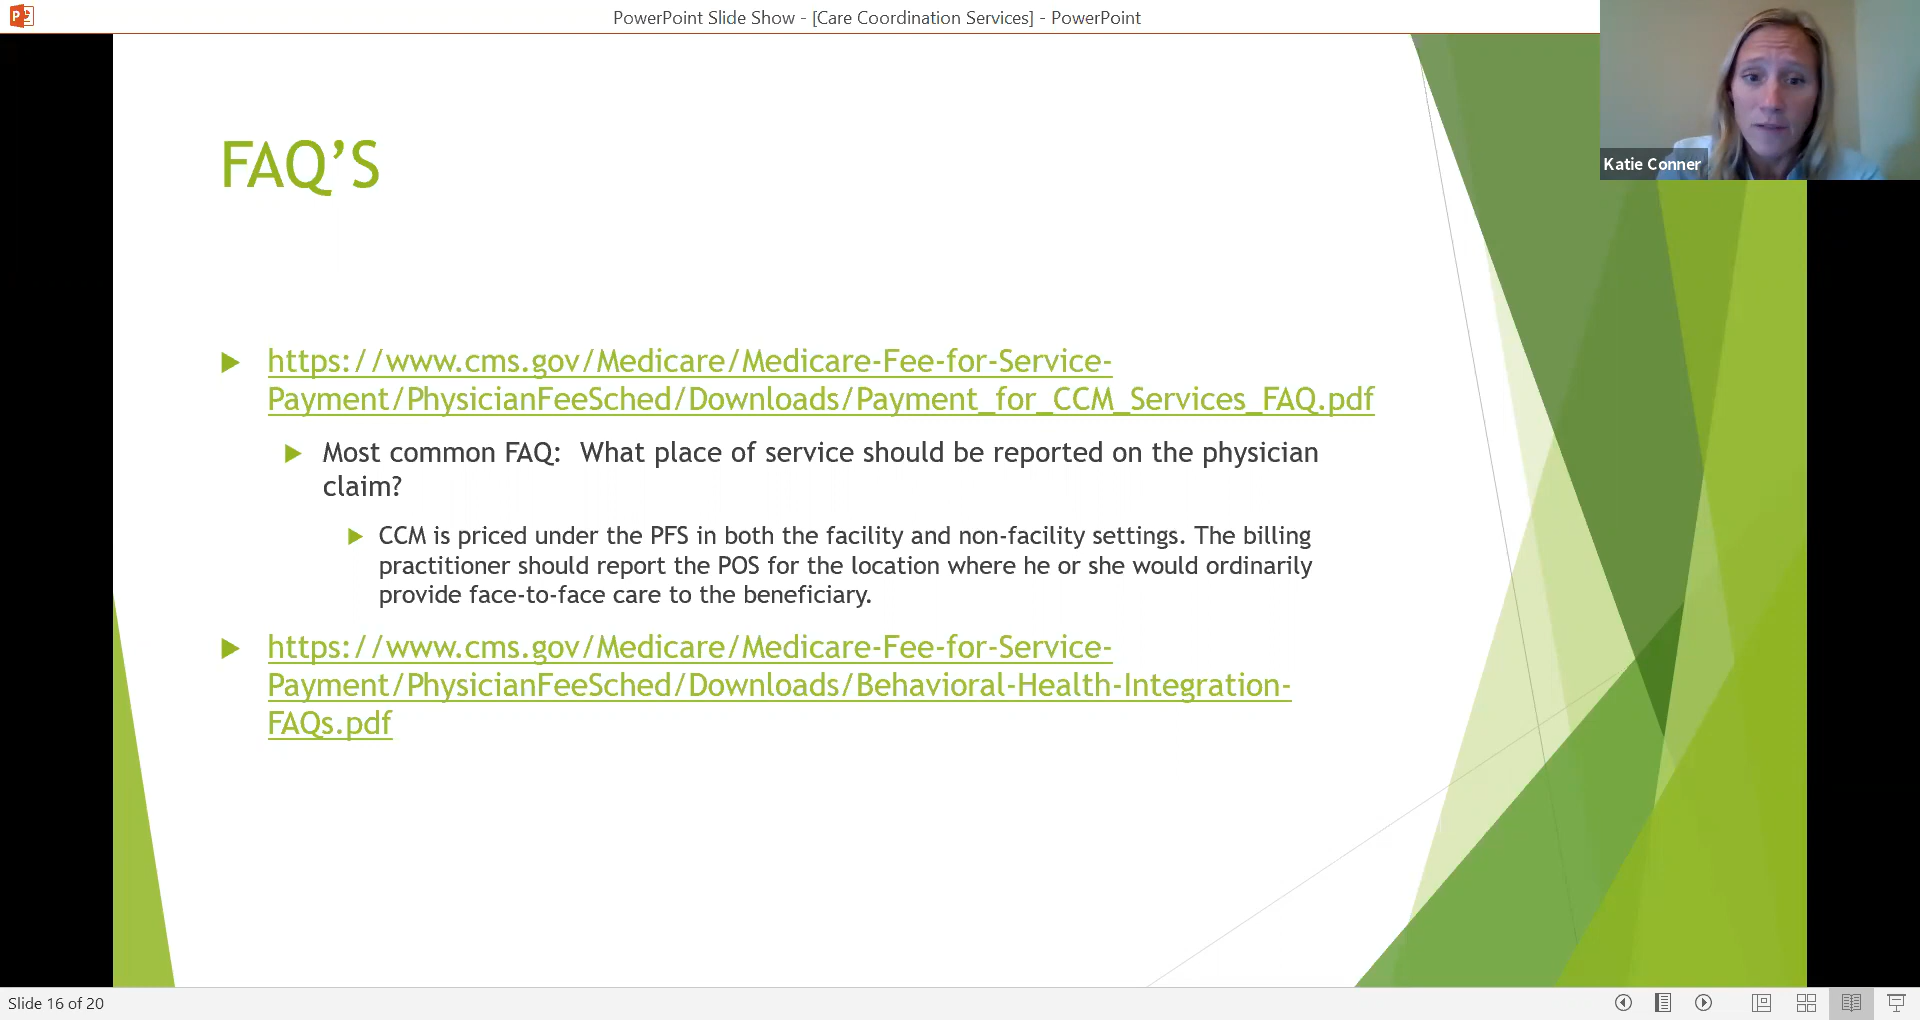 PowerPoint Slide Show - [Care Coordination Services] - PowerPoint
Katie Conner
FAQ’S
https://www.cms.gov/Medicare/Medicare-Fee-for-Service-
Payment/PhysicianFeeSched/Downloads/Payment_for_CCM_Services_FAQ.pdf
Most common FAQ:  What place of service should be reported on the physician
claim?
CCM is priced under the PFS in both the facility and non-facility settings. The billing
practitioner should report the POS for the location where he or she would ordinarily
provide face-to-face care to the beneficiary.
https://www.cms.gov/Medicare/Medicare-Fee-for-Service-
Payment/PhysicianFeeSched/Downloads/Behavioral-Health-Integration-
FAQs.pdf
Slide 16 of 20